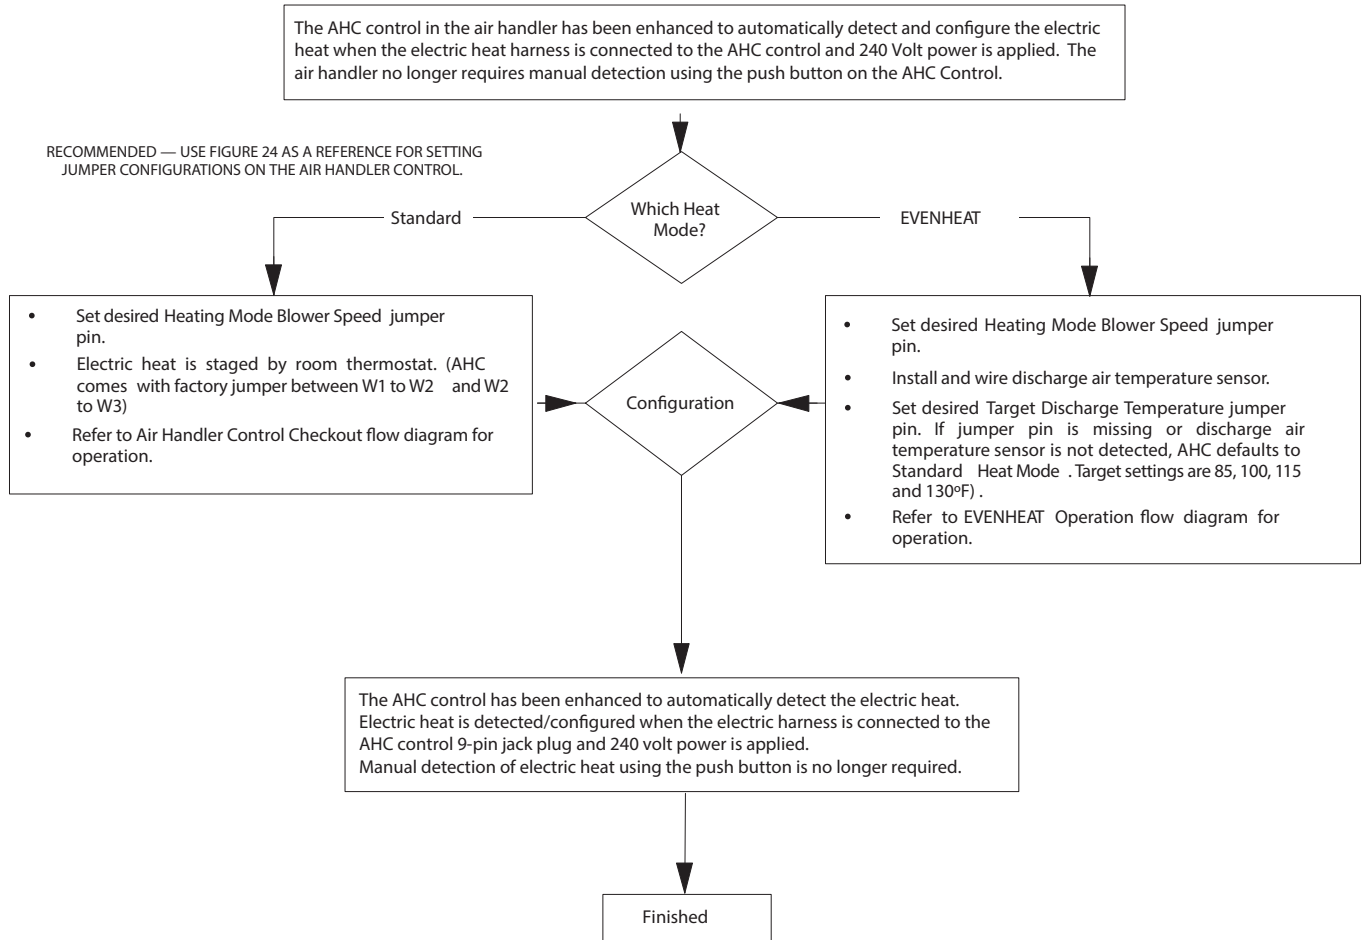 The AHC control in the air handler has been enhanced to automatically detect and configure the electric
heat when the electric heat harness is connected to the AHC control and 240 Volt power is applied. The
air handler no longer requires manual detection using the push button on the AHC Control.
RECOMMENDED — USE FIGURE 24 AS A REFERENCE FOR SETTING
JUMPER CONFIGURATIONS ON THE AIR HANDLER CONTROL.
Which Heat
Mode?
Standard
EVENHEAT
• Set desired Heating Mode Blower Speed jumper
pin.
• Electric heat is staged by room thermostat. (AHC
comes with factory jumper between W1 to W2 and W2
to W3)
• Refer to Air Handler Control Checkout flow diagram for
operation.
Configuration
• Set desired Heating Mode Blower Speed jumper
pin.
• Install and wire discharge air temperature sensor.
• Set desired Target Discharge Temperature jumper
pin. If jumper pin is missing or discharge air
temperature sensor is not detected, AHC defaults to
Standard Heat Mode . Target settings are 85, 100, 115
and 130ºF) .
• Refer to EVENHEAT Operation flow diagram for
operation.
The AHC control has been enhanced to automatically detect the electric heat.
Electric heat is detected/configured when the electric harness is connected to the
AHC control 9-pin jack plug and 240 volt power is applied.
Manual detection of electric heat using the push button is no longer required.
Finished